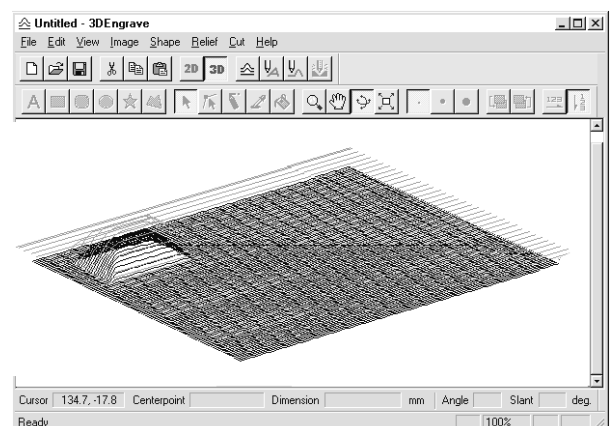 Untitled - 3DEngrave
File Edit View Image Shape Relief Cut Help
2D 3D
A 123
Cursor 134.7, -17.8 Centerpoint Dimension mm Angle Slant deg.
Ready 100%